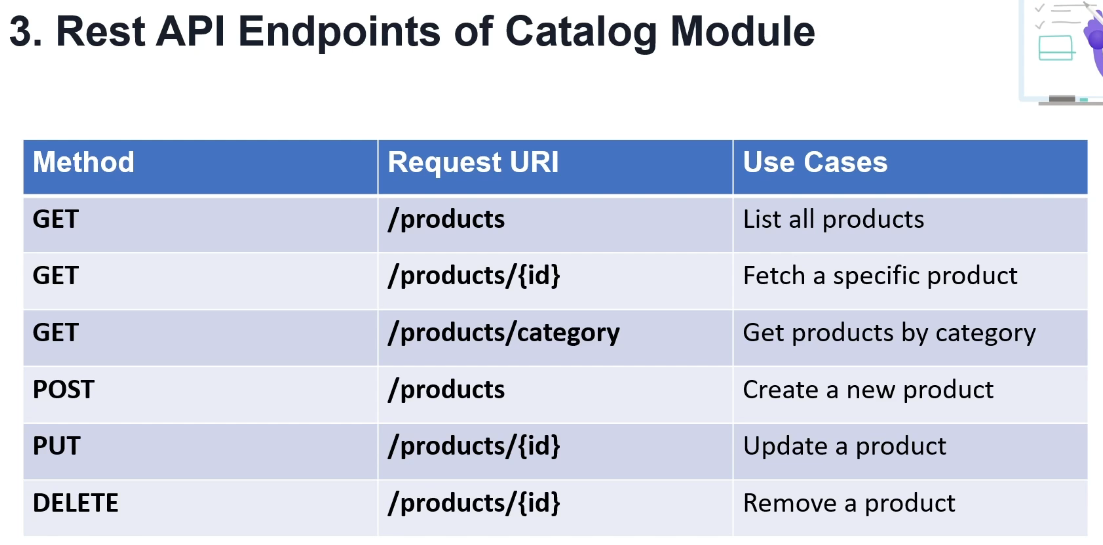 3. Rest API Endpoints of Catalog Module
Method Request URI Use Cases
GET /products List all products
GET /products/{id} Fetch a specific product
GET /products/category Get products by category
POST /products Create a new product
PUT /products/{id} Update a product
DELETE /products/{id} Remove a product